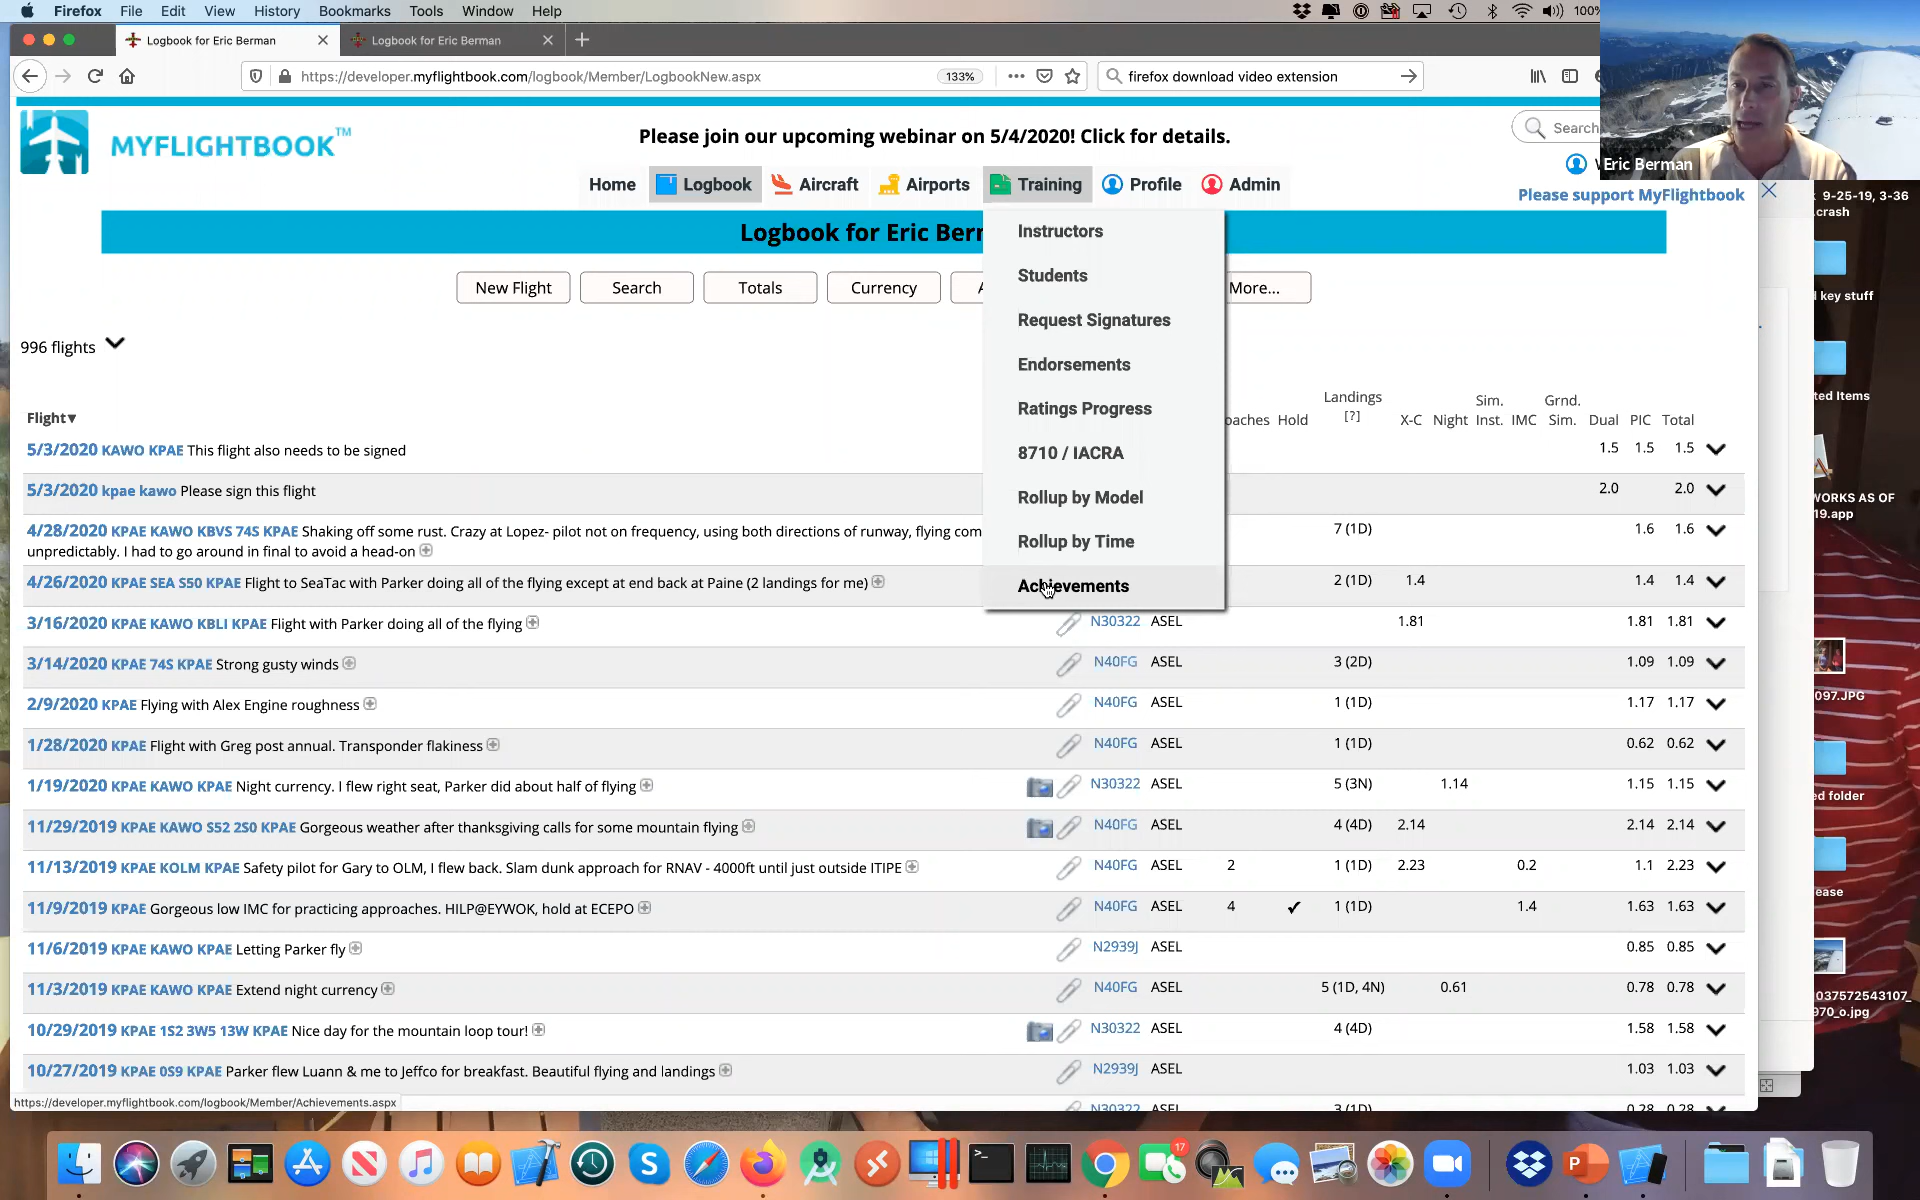 Firefox File Edit View History Bookmarks Tools Window Help 100%
Logbook for Eric Berman
Logbook for Eric Berman
https://developer.myflightbook.com/logbook/Member/LogbookNew.aspx
133%
firefox download video extension
MYFLIGHTBOOK™
Please join our upcoming webinar on 5/4/2020! Click for details.
Search
Eric Berman
Home Logbook Aircraft Airports Training Profile Admin
Please support MyFlightbook
9-25-19, 3-36
.crash
Logbook for Eric Ber
Instructors
Students
Request Signatures
Endorsements
Ratings Progress
8710 / IACRA
Rollup by Model
Rollup by Time
Achievements
New Flight Search Totals Currency A More...
l key stuff
996 flights
Flight▾ oaches Hold Landings [?] X-C Night Sim. Inst. IMC Grnd. Sim. Dual PIC Total
ted Items
5/3/2020 KAWO KPAE This flight also needs to be signed 1.5 1.5 1.5
5/3/2020 kpae kawo Please sign this flight 2.0 2.0
WORKS AS OF
19.app
4/28/2020 KPAE KAWO KBVS 74S KPAE Shaking off some rust. Crazy at Lopez- pilot not on frequency, using both directions of runway, flying com 7 (1D) 1.6 1.6
unpredictably. I had to go around in final to avoid a head-on
4/26/2020 KPAE SEA S50 KPAE Flight to SeaTac with Parker doing all of the flying except at end back at Paine (2 landings for me) 2 (1D) 1.4 1.4 1.4
3/16/2020 KPAE KAWO KBLI KPAE Flight with Parker doing all of the flying N30322 ASEL 1.81 1.81 1.81
3/14/2020 KPAE 74S KPAE Strong gusty winds N40FG ASEL 3 (2D) 1.09 1.09
097.JPG
2/9/2020 KPAE Flying with Alex Engine roughness N40FG ASEL 1 (1D) 1.17 1.17
1/28/2020 KPAE Flight with Greg post annual. Transponder flakiness N40FG ASEL 1 (1D) 0.62 0.62
1/19/2020 KPAE KAWO KPAE Night currency. I flew right seat, Parker did about half of flying N30322 ASEL 5 (3N) 1.14 1.15 1.15
ed folder
11/29/2019 KPAE KAWO S52 2S0 KPAE Gorgeous weather after thanksgiving calls for some mountain flying N40FG ASEL 4 (4D) 2.14 2.14 2.14
11/13/2019 KPAE KOLM KPAE Safety pilot for Gary to OLM, I flew back. Slam dunk approach for RNAV - 4000ft until just outside ITIPE N40FG ASEL 2 1 (1D) 2.23 0.2 1.1 2.23
ease
11/9/2019 KPAE Gorgeous low IMC for practicing approaches. HILP@EYWOK, hold at ECEPO N40FG ASEL 4 ✔ 1 (1D) 1.4 1.63 1.63
11/6/2019 KPAE KAWO KPAE Letting Parker fly N2939J ASEL 0.85 0.85
11/3/2019 KPAE KAWO KPAE Extend night currency N40FG ASEL 5 (1D, 4N) 0.61 0.78 0.78
037572543107_
970_o.jpg
10/29/2019 KPAE 1S2 3W5 13W KPAE Nice day for the mountain loop tour! N30322 ASEL 4 (4D) 1.58 1.58
10/27/2019 KPAE 0S9 KPAE Parker flew Luann & me to Jeffco for breakfast. Beautiful flying and landings N2939J ASEL 1.03 1.03
https://developer.myflightbook.com/logbook/Member/Achievements.aspx
N30322 ASEL 3 (1D) 0.28 0.28
17